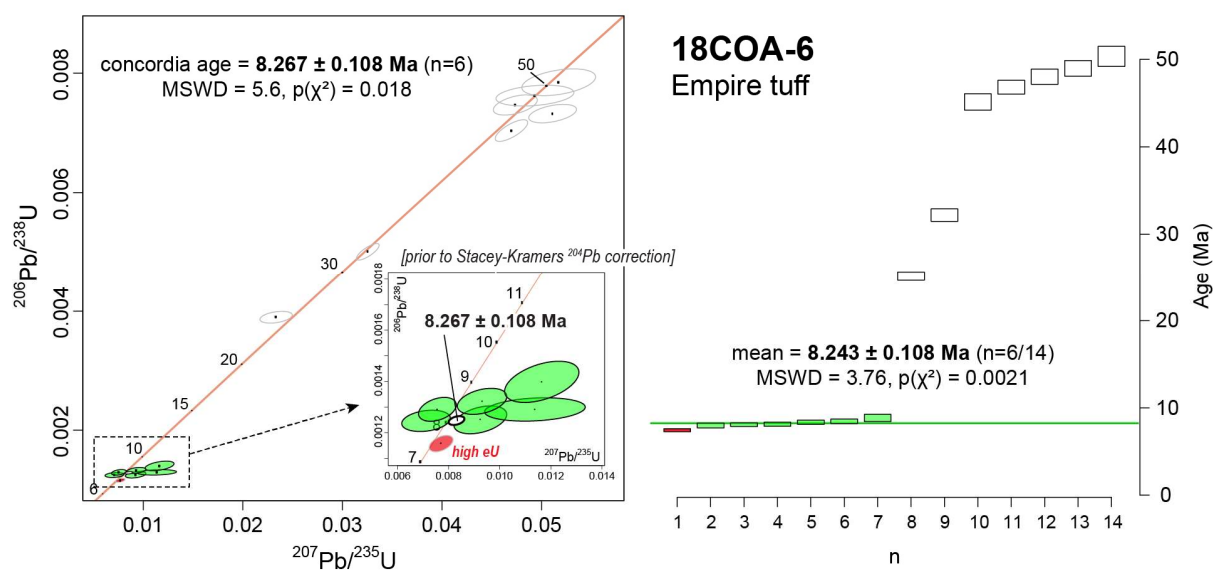 concordia age = 8.267 ± 0.108 Ma (n=6)
MSWD = 5.6, p(χ²) = 0.018
²⁰⁶Pb/²³⁸U
0.002
0.004
0.006
0.008
6
10
15
20
30
50
0.01
0.02
0.03
0.04
0.05
²⁰⁷Pb/²³⁵U
[prior to Stacey-Kramers ²⁰⁴Pb correction]
²⁰⁶Pb/²³⁸U
0.0018
0.0016
0.0014
0.0012
0.0010
11
8.267 ± 0.108 Ma
10
9
8
high eU
7
²⁰⁷Pb/²³⁵U
0.006
0.008
0.010
0.012
0.014
18COA-6
Empire tuff
mean = 8.243 ± 0.108 Ma (n=6/14)
MSWD = 3.76, p(χ²) = 0.0021
50
40
30
20
10
0
Age (Ma)
1 2 3 4 5 6 7 8 9 10 11 12 13 14
n